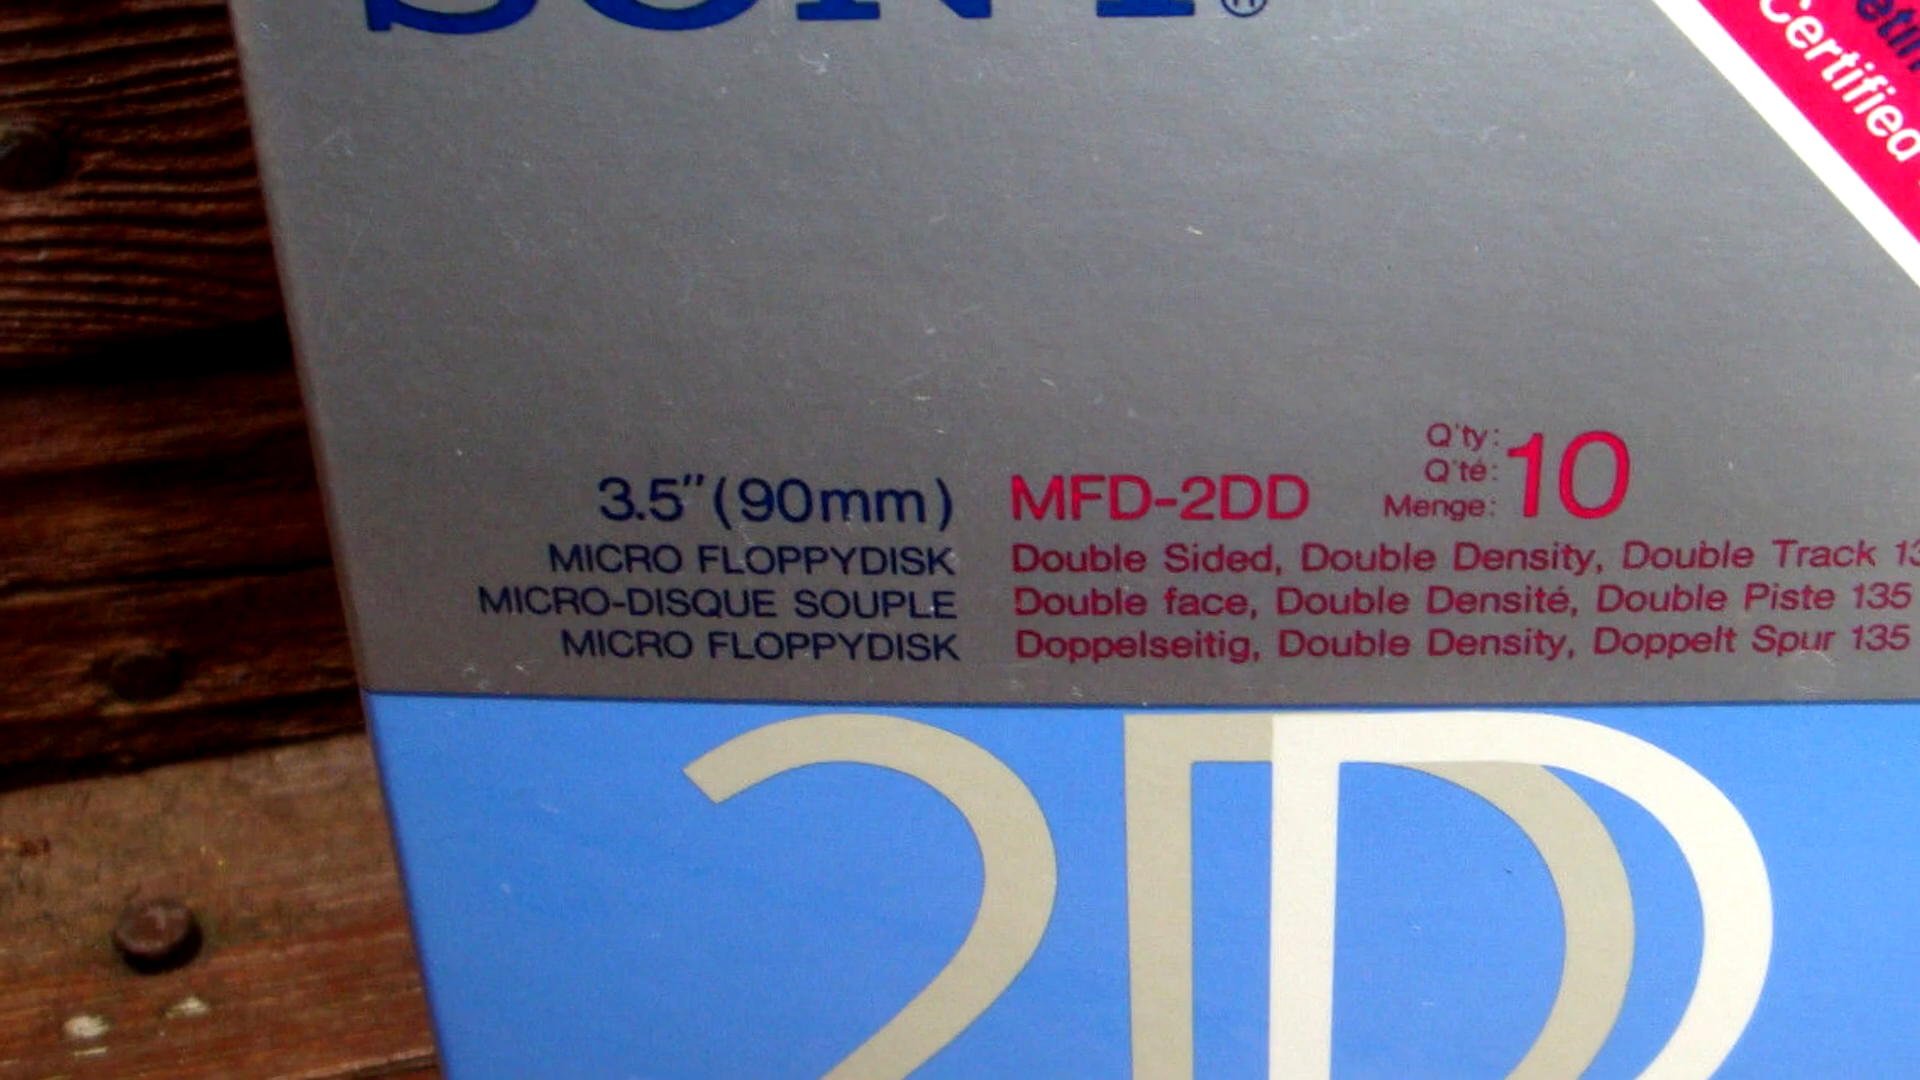 SONY®
Certified
3.5"(90mm) MFD-2DD Q'ty: 10
Q'té:
Menge:
MICRO FLOPPYDISK Double Sided, Double Density, Double Track
MICRO-DISQUE SOUPLE Double face, Double Densité, Double Piste 135
MICRO FLOPPYDISK Doppelseitig, Double Density, Doppelt Spur 135
2DD